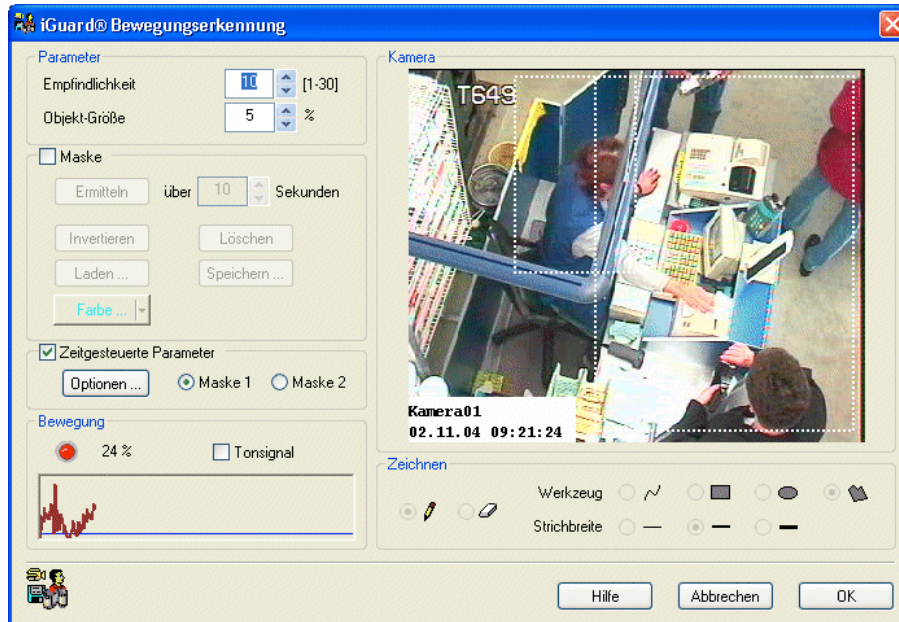 iGuard® Bewegungserkennung
Parameter
Empfindlichkeit 10 [1-30]
Objekt-Größe 5 %
Maske
Ermitteln über 10 Sekunden
Invertieren Löschen
Laden ... Speichern ...
Farbe ...
Zeitgesteuerte Parameter
Optionen ... Maske 1 Maske 2
Bewegung
24 % Tonsignal
Kamera
T649
Kamera01
02.11.04 09:21:24
Zeichnen
Werkzeug
Strichbreite
Hilfe Abbrechen OK